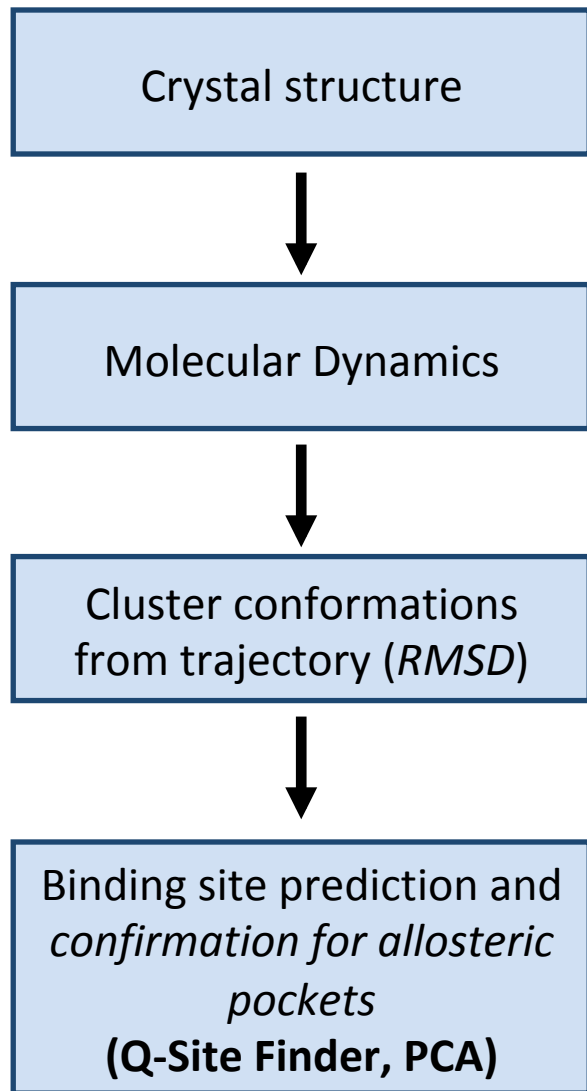 Crystal structure
Molecular Dynamics
Cluster conformations
from trajectory (RMSD)
Binding site prediction and
confirmation for allosteric
pockets
(Q-Site Finder, PCA)